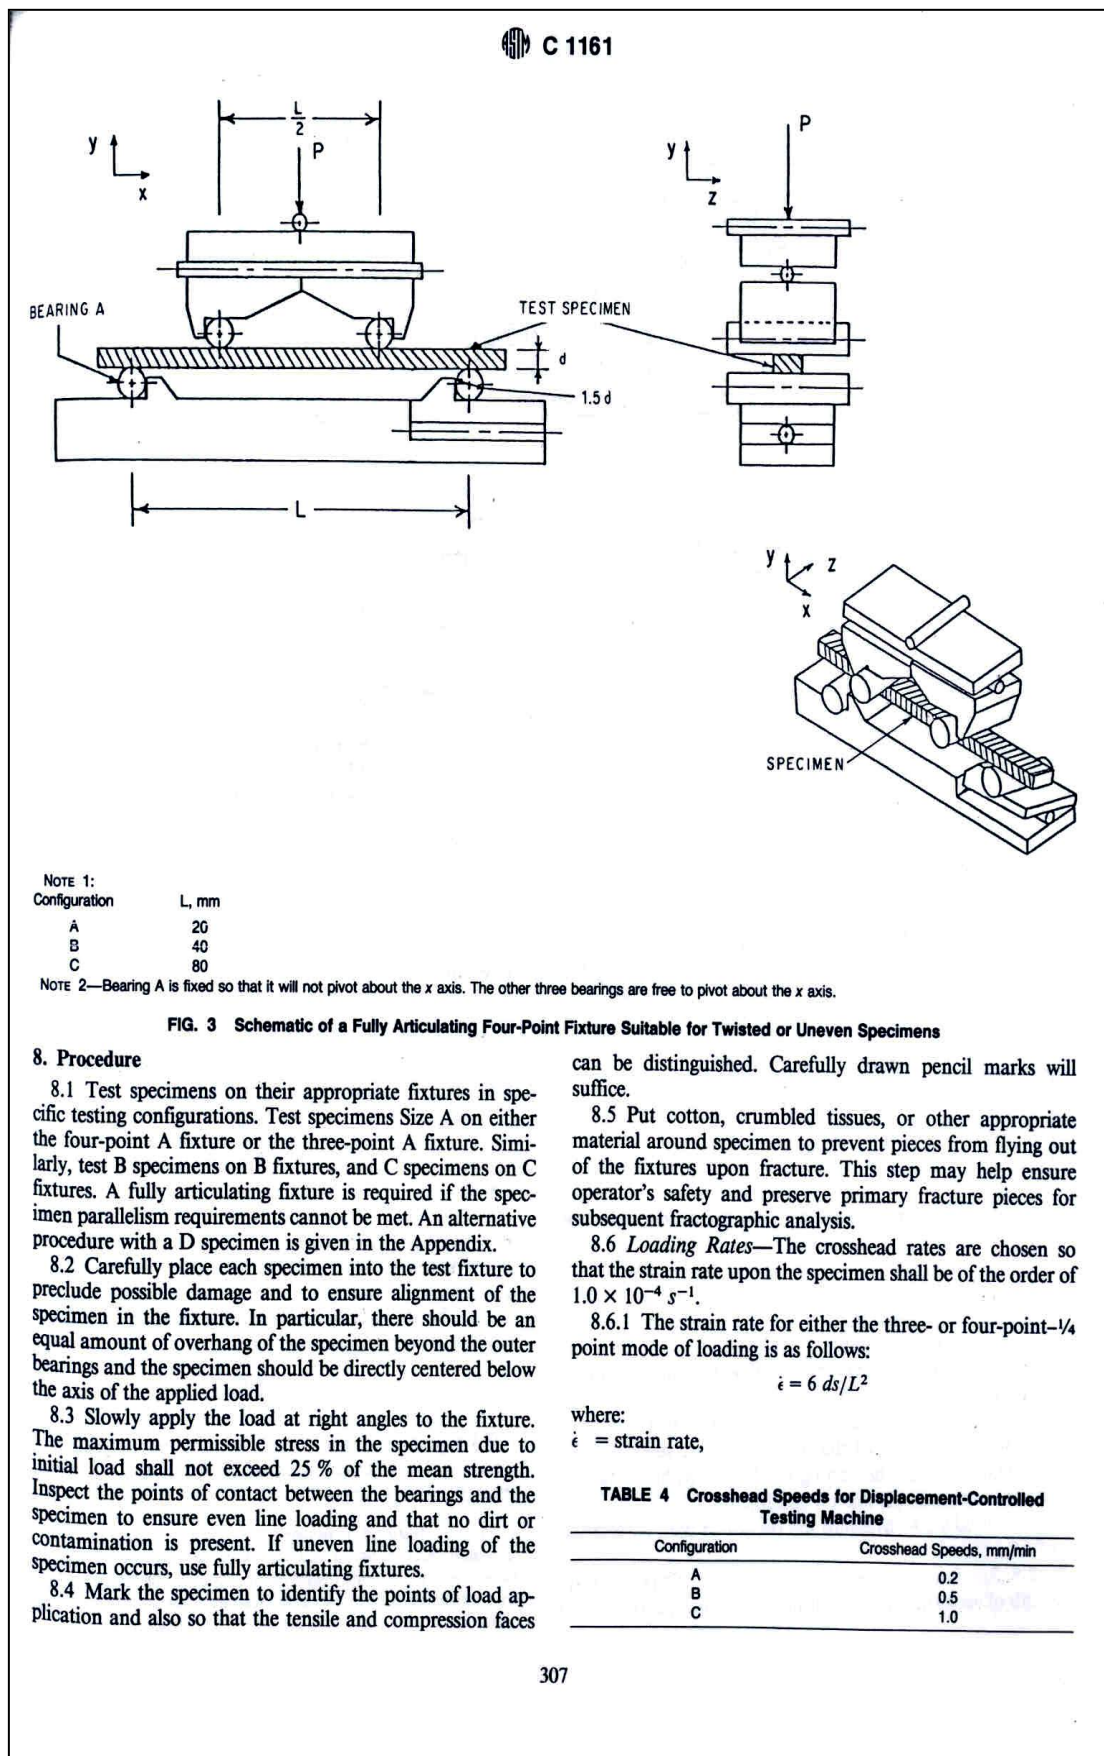 ASTM C 1161
L
2
P
y
x
BEARING A
TEST SPECIMEN
d
1.5 d
L
P
y
z
y
z
x
SPECIMEN
NOTE 1:
Configuration L, mm
A 20
B 40
C 80
NOTE 2—Bearing A is fixed so that it will not pivot about the x axis. The other three bearings are free to pivot about the x axis.
FIG. 3 Schematic of a Fully Articulating Four-Point Fixture Suitable for Twisted or Uneven Specimens
8. Procedure
8.1 Test specimens on their appropriate fixtures in spe-
cific testing configurations. Test specimens Size A on either
the four-point A fixture or the three-point A fixture. Simi-
larly, test B specimens on B fixtures, and C specimens on C
fixtures. A fully articulating fixture is required if the spec-
imen parallelism requirements cannot be met. An alternative
procedure with a D specimen is given in the Appendix.
8.2 Carefully place each specimen into the test fixture to
preclude possible damage and to ensure alignment of the
specimen in the fixture. In particular, there should be an
equal amount of overhang of the specimen beyond the outer
bearings and the specimen should be directly centered below
the axis of the applied load.
8.3 Slowly apply the load at right angles to the fixture.
The maximum permissible stress in the specimen due to
initial load shall not exceed 25 % of the mean strength.
Inspect the points of contact between the bearings and the
specimen to ensure even line loading and that no dirt or
contamination is present. If uneven line loading of the
specimen occurs, use fully articulating fixtures.
8.4 Mark the specimen to identify the points of load ap-
plication and also so that the tensile and compression faces
can be distinguished. Carefully drawn pencil marks will
suffice.
8.5 Put cotton, crumbled tissues, or other appropriate
material around specimen to prevent pieces from flying out
of the fixtures upon fracture. This step may help ensure
operator's safety and preserve primary fracture pieces for
subsequent fractographic analysis.
8.6 Loading Rates—The crosshead rates are chosen so
that the strain rate upon the specimen shall be of the order of
1.0 × 10⁻⁴ s⁻¹.
8.6.1 The strain rate for either the three- or four-point–¼
point mode of loading is as follows:
ε̇ = 6 ds/L²
where:
ε̇ = strain rate,
TABLE 4 Crosshead Speeds for Displacement-Controlled
Testing Machine
Configuration Crosshead Speeds, mm/min
A 0.2
B 0.5
C 1.0
307